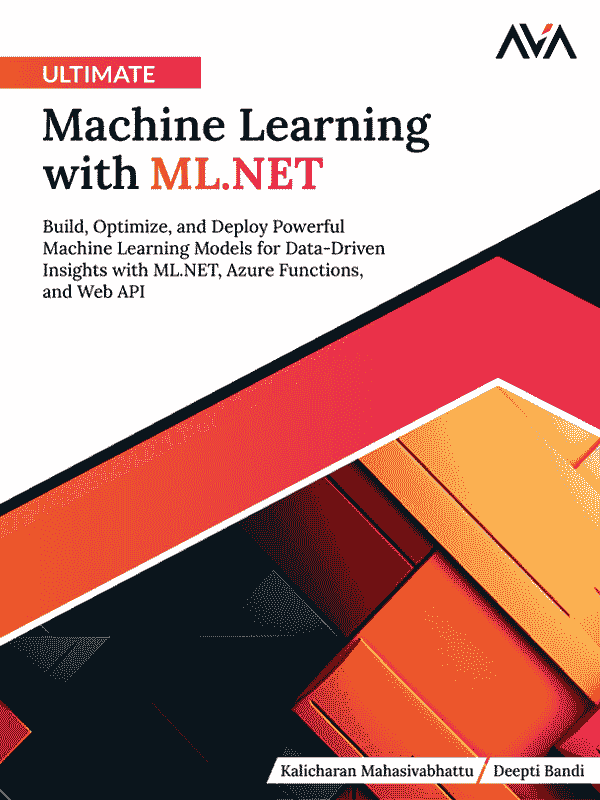 AVA
ULTIMATE
Machine Learning
with ML.NET
Build, Optimize, and Deploy Powerful
Machine Learning Models for Data-Driven
Insights with ML.NET, Azure Functions,
and Web API
Kalicharan Mahasivabhattu / Deepti Bandi